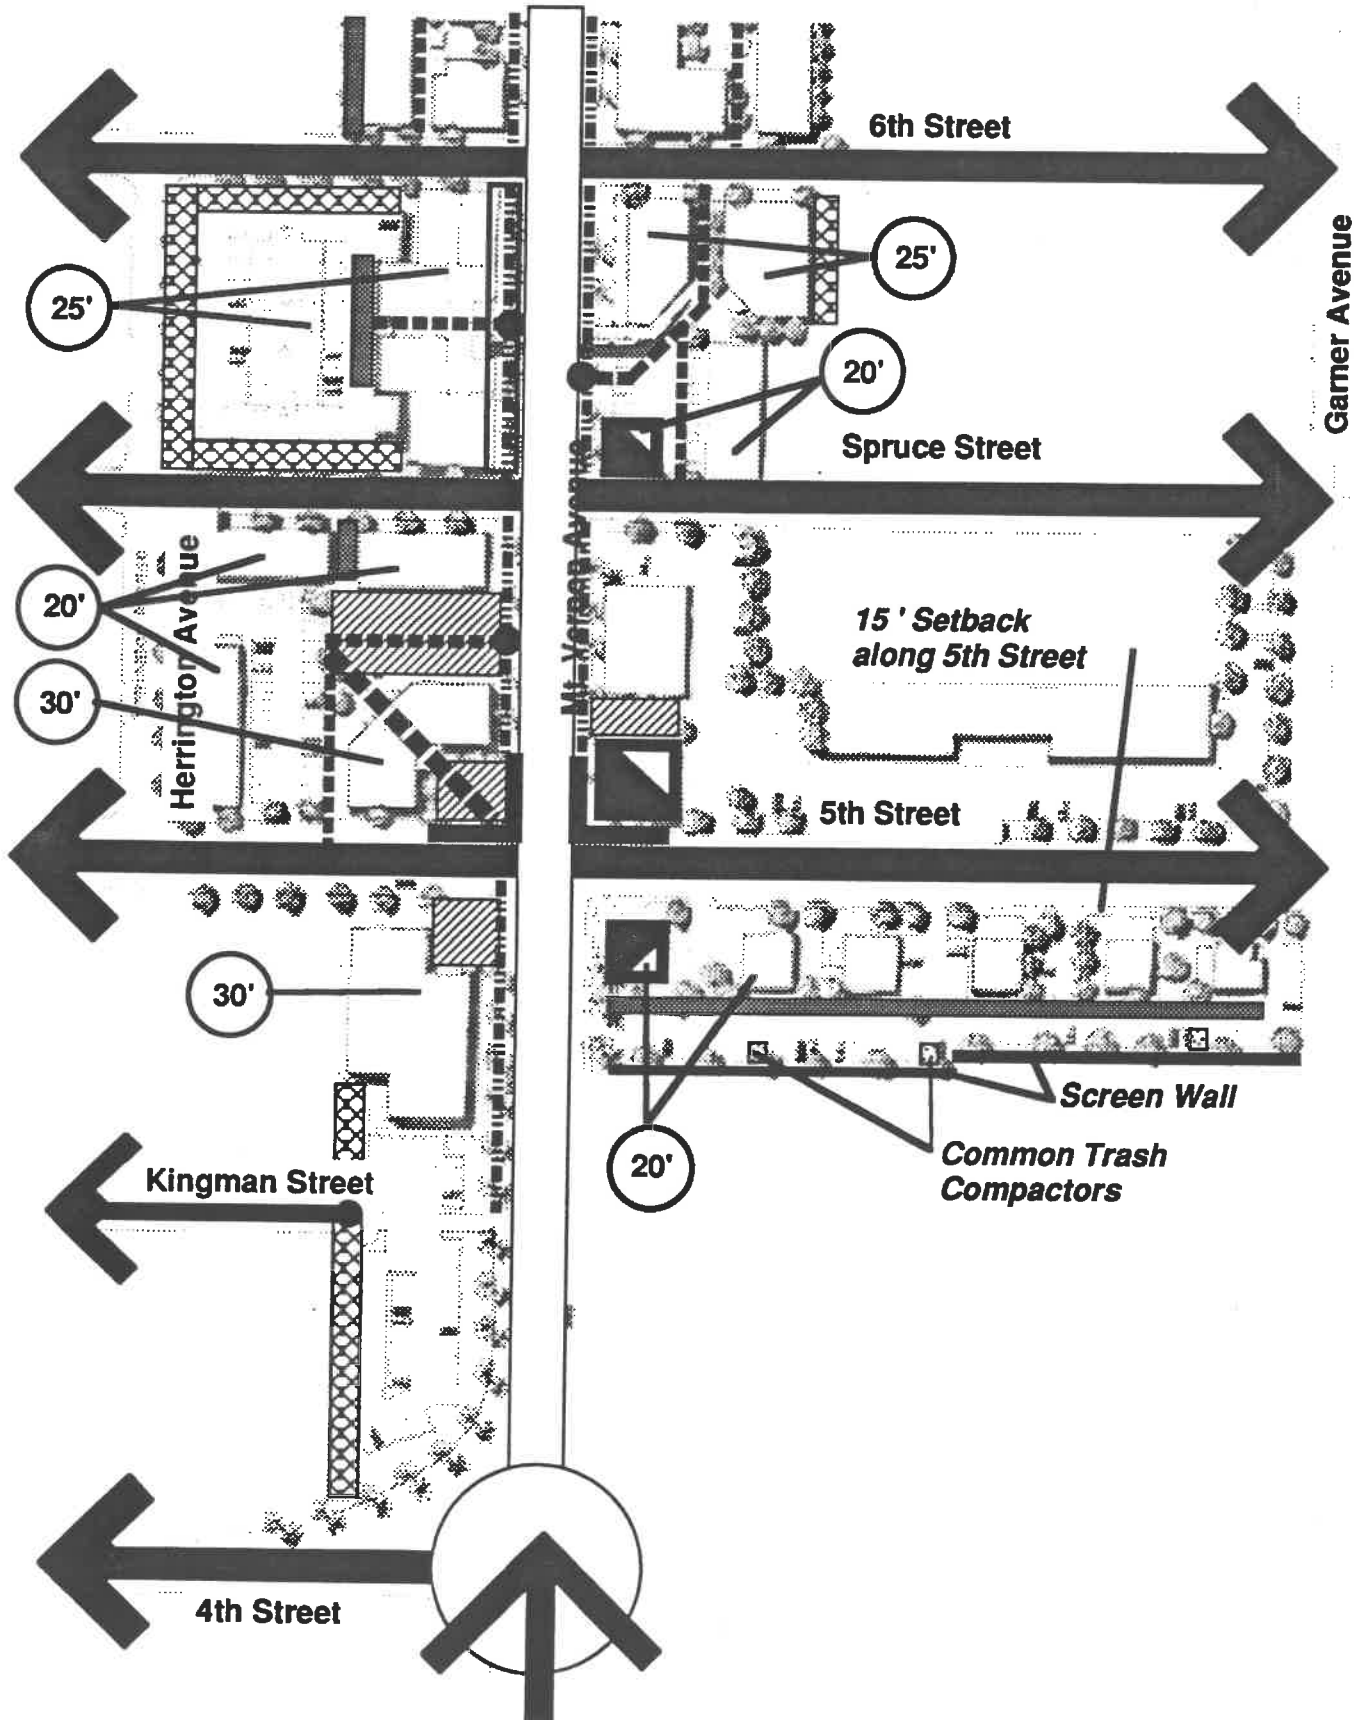 6th Street
25'
25'
Garner Avenue
20'
Spruce Street
Mt. Vernon Avenue
Herrington Avenue
20'
15 ' Setback
along 5th Street
30'
5th Street
30'
Screen Wall
20'
Common Trash
Compactors
Kingman Street
4th Street